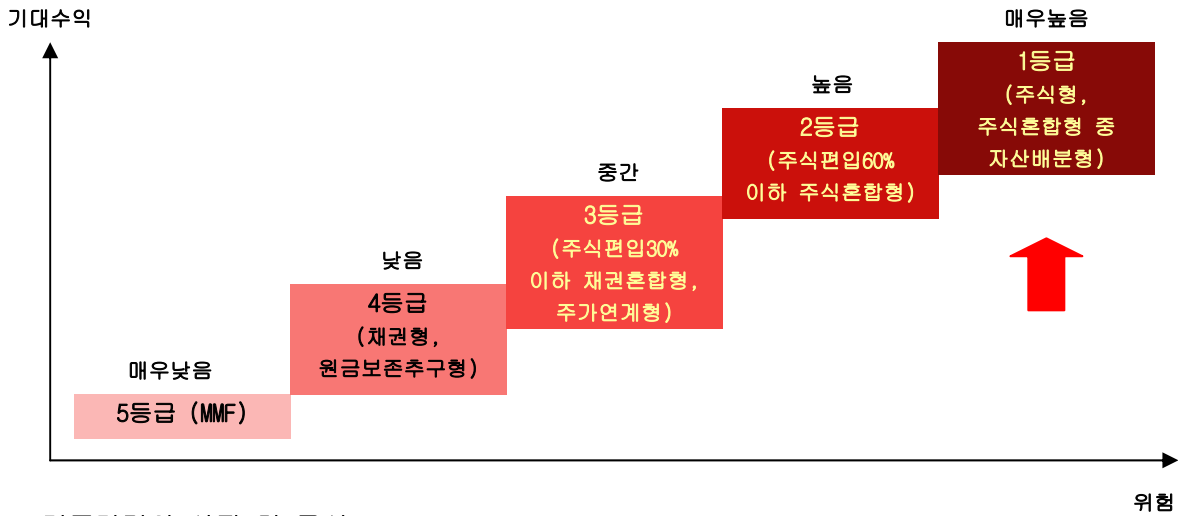 기대수익
매우높음
1등급
(주식형,
주식혼합형 중
자산배분형)
높음
2등급
(주식편입60%
이하 주식혼합형)
중간
3등급
(주식편입30%
이하 채권혼합형,
주가연계형)
낮음
4등급
(채권형,
원금보존추구형)
매우낮음
5등급 (MMF)
위험